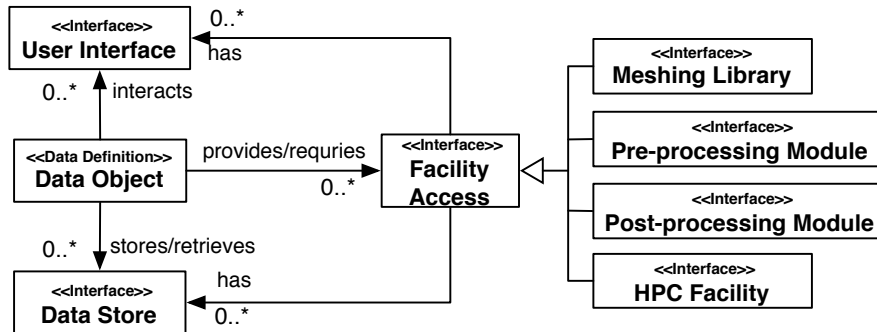 <<Interface>>
User Interface
0..*
has
0..*
interacts
<<Data Definition>>
Data Object
provides/requries
0..*
<<Interface>>
Facility
Access
0..*
stores/retrieves
<<Interface>>
Data Store
has
0..*
<<Interface>>
Meshing Library
<<Interface>>
Pre-processing Module
<<Interface>>
Post-processing Module
<<Interface>>
HPC Facility